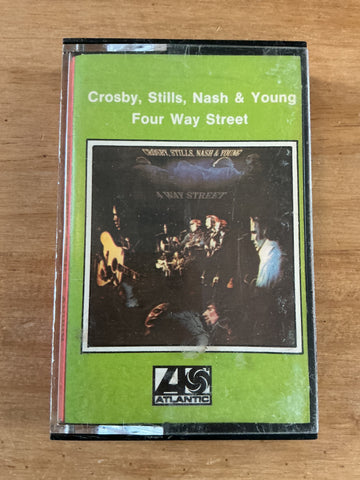 Crosby, Stills, Nash & Young
Four Way Street
CROSBY, STILLS, NASH & YOUNG
4 WAY STREET
ATLANTIC